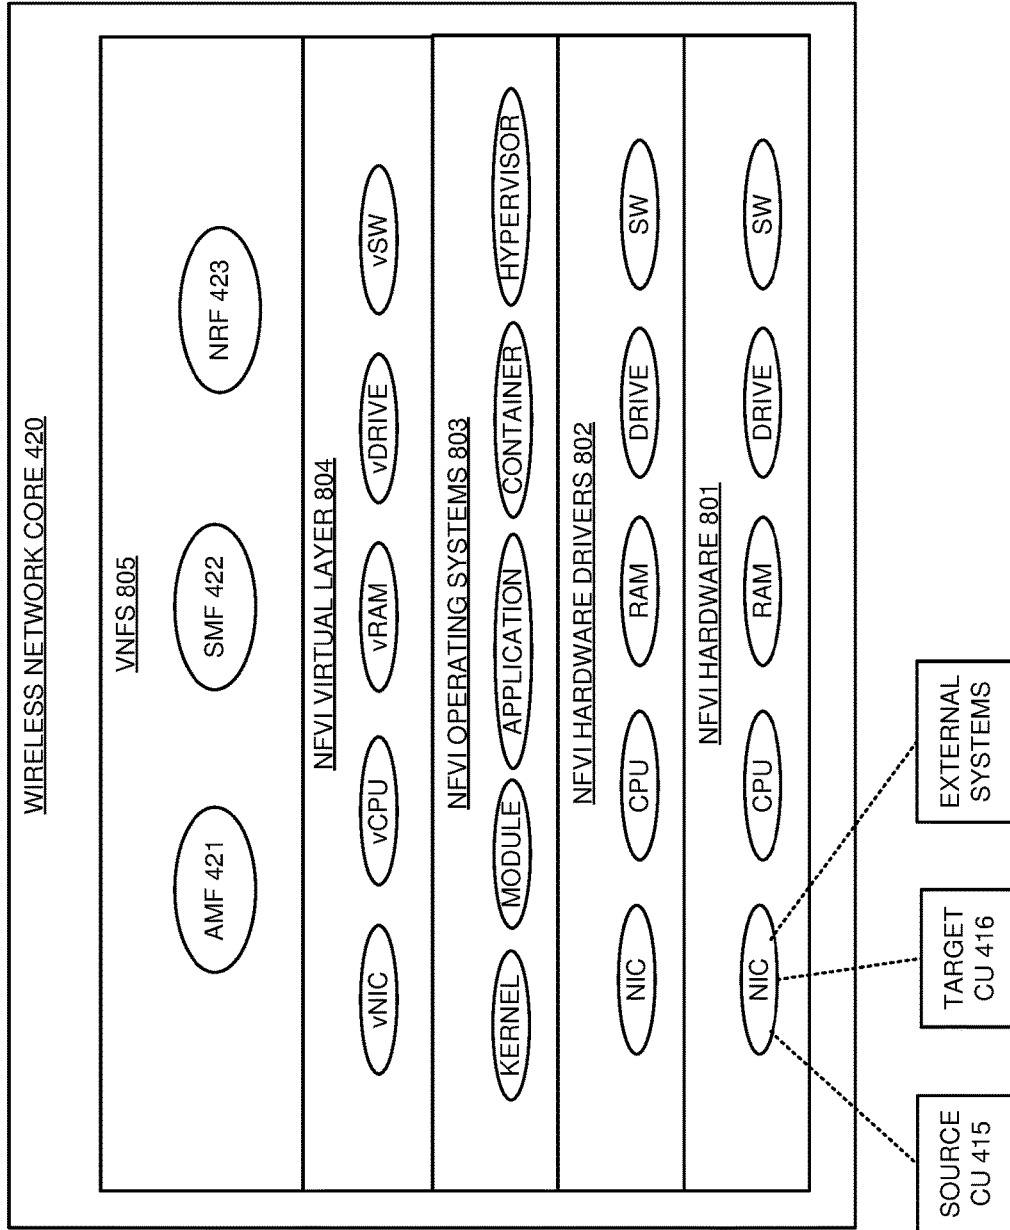 WIRELESS NETWORK CORE 420
VNFS 805
AMF 421
SMF 422
NRF 423
NFVI VIRTUAL LAYER 804
vNIC
vCPU
vRAM
vDRIVE
vSW
NFVI OPERATING SYSTEMS 803
KERNEL
MODULE
APPLICATION
CONTAINER
HYPERVISOR
NFVI HARDWARE DRIVERS 802
NIC
CPU
RAM
DRIVE
SW
NFVI HARDWARE 801
NIC
CPU
RAM
DRIVE
SW
SOURCE
CU 415
TARGET
CU 416
EXTERNAL
SYSTEMS